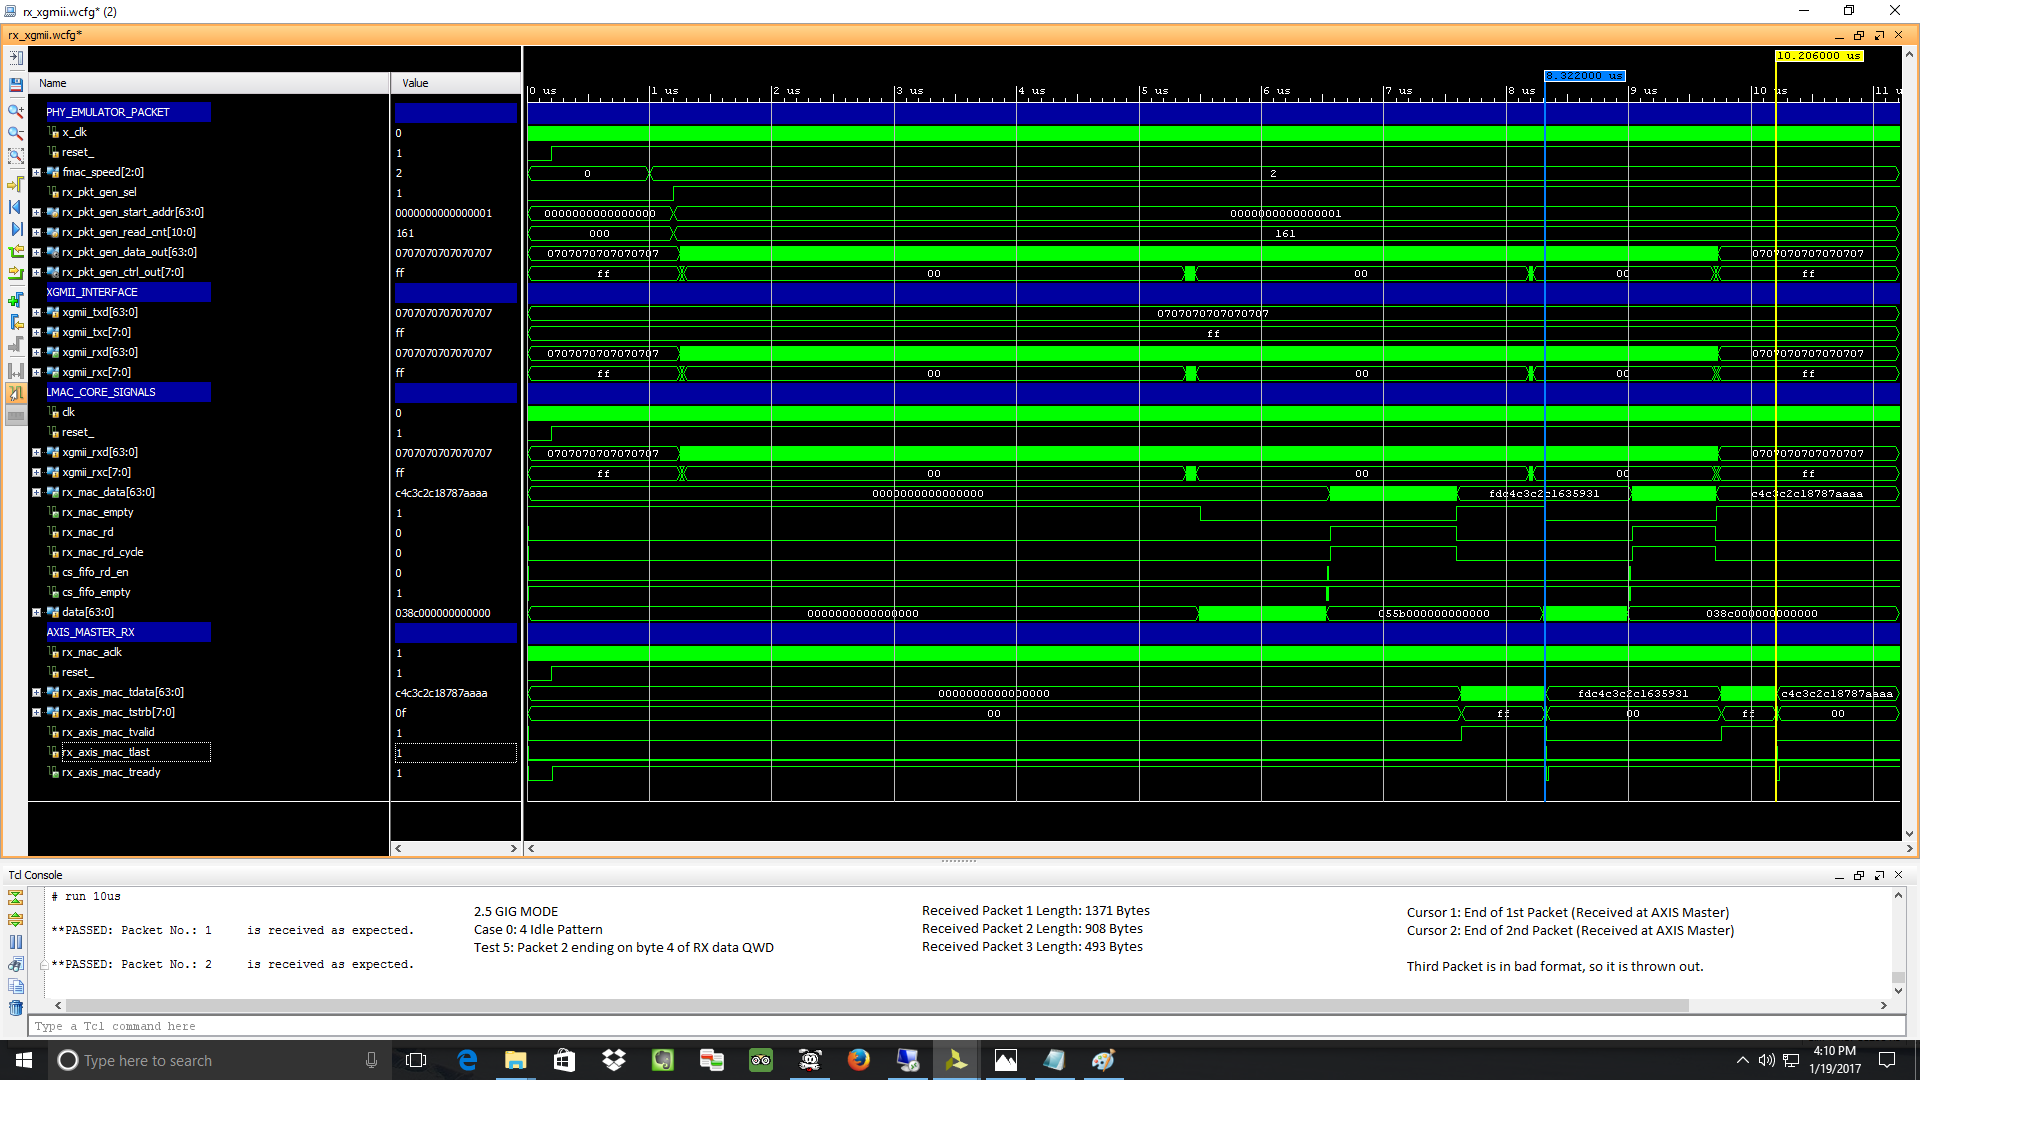 rx_xgmii.wcfg* (2)
rx_xgmii.wcfg*
10.206000 us
8.322000 us
Name Value
0 us 1 us 2 us 3 us 4 us 5 us 6 us 7 us 8 us 9 us 10 us 11 u
PHY_EMULATOR_PACKET
x_clk 0
reset_ 1
fmac_speed[2:0] 2 0 2
rx_pkt_gen_sel 1
rx_pkt_gen_start_addr[63:0] 0000000000000001 0000000000000000 0000000000000001
rx_pkt_gen_read_cnt[10:0] 161 000 161
rx_pkt_gen_data_out[63:0] 0707070707070707 0707070707070707 0707070707070707
rx_pkt_gen_ctrl_out[7:0] ff ff 00 00 00 ff
XGMII_INTERFACE
xgmii_txd[63:0] 0707070707070707 0707070707070707
xgmii_txc[7:0] ff ff
xgmii_rxd[63:0] 0707070707070707 0707070707070707 0707070707070707
xgmii_rxc[7:0] ff ff 00 00 00 ff
LMAC_CORE_SIGNALS
clk 0
reset_ 1
xgmii_rxd[63:0] 0707070707070707 0707070707070707 0707070707070707
xgmii_rxc[7:0] ff ff 00 00 00 ff
rx_mac_data[63:0] c4c3c2c18787aaaa 0000000000000000 fdc4c3c2c1635931 c4c3c2c18787aaaa
rx_mac_empty 1
rx_mac_rd 0
rx_mac_rd_cycle 0
cs_fifo_rd_en 0
cs_fifo_empty 1
data[63:0] 038c000000000000 0000000000000000 055b000000000000 038c000000000000
AXIS_MASTER_RX
rx_mac_aclk 1
reset_ 1
rx_axis_mac_tdata[63:0] c4c3c2c18787aaaa 0000000000000000 fdc4c3c2c1635931 c4c3c2c18787aaaa
rx_axis_mac_tstrb[7:0] 0f 00 ff 00 ff 00
rx_axis_mac_tvalid 1
rx_axis_mac_tlast 1
rx_axis_mac_tready 1
Tcl Console
# run 10us
**PASSED: Packet No.: 1 is received as expected.
**PASSED: Packet No.: 2 is received as expected.
2.5 GIG MODE
Case 0: 4 Idle Pattern
Test 5: Packet 2 ending on byte 4 of RX data QWD
Received Packet 1 Length: 1371 Bytes
Received Packet 2 Length: 908 Bytes
Received Packet 3 Length: 493 Bytes
Cursor 1: End of 1st Packet (Received at AXIS Master)
Cursor 2: End of 2nd Packet (Received at AXIS Master)
Third Packet is in bad format, so it is thrown out.
Type a Tcl command here
Type here to search
4:10 PM
1/19/2017